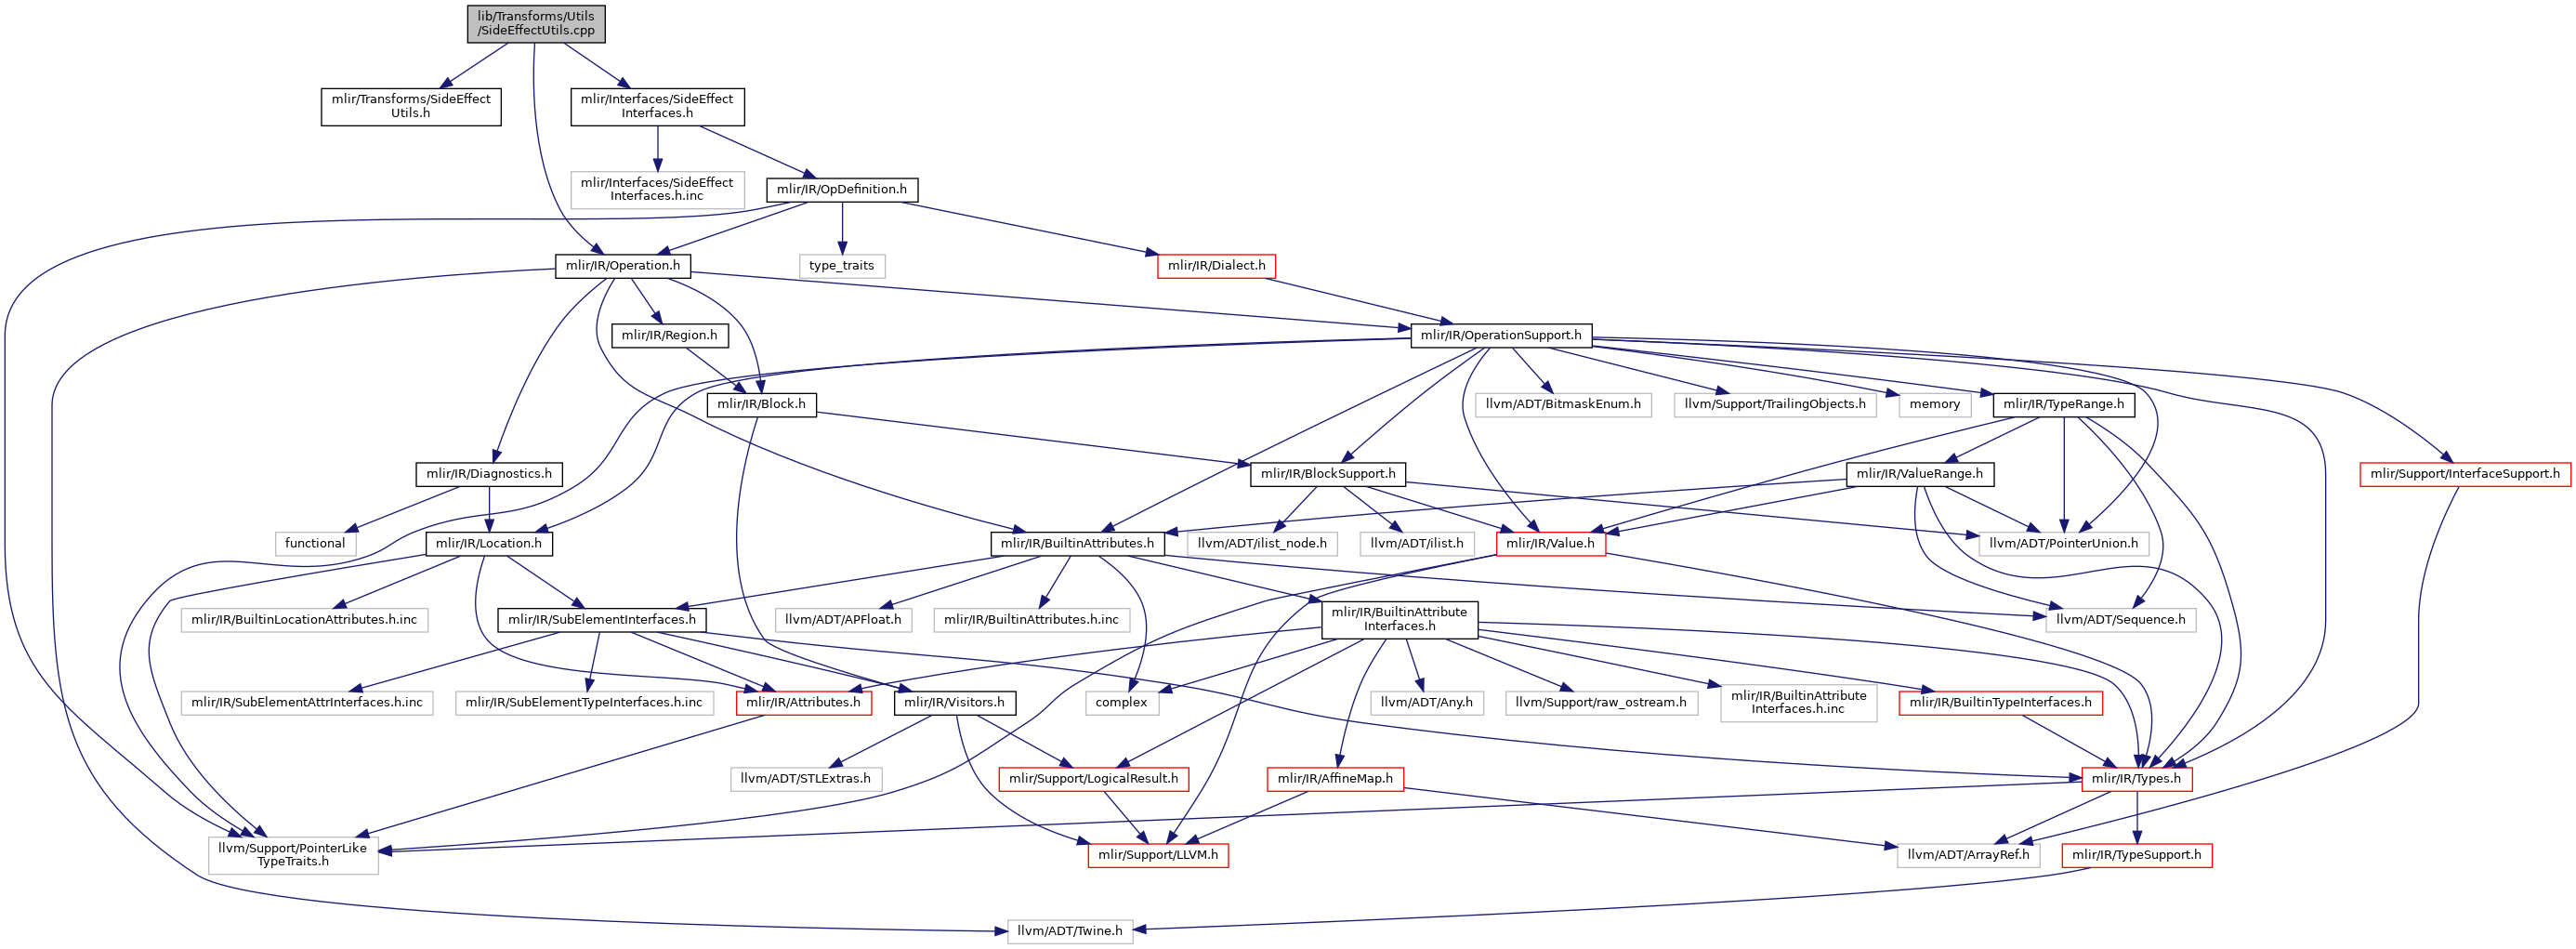 lib/Transforms/Utils
/SideEffectUtils.cpp
mlir/Transforms/SideEffect
Utils.h
mlir/Interfaces/SideEffect
Interfaces.h
mlir/Interfaces/SideEffect
Interfaces.h.inc
mlir/IR/OpDefinition.h
mlir/IR/Operation.h
type_traits
mlir/IR/Dialect.h
mlir/IR/Region.h
mlir/IR/OperationSupport.h
mlir/IR/Block.h
llvm/ADT/BitmaskEnum.h
llvm/Support/TrailingObjects.h
memory
mlir/IR/TypeRange.h
mlir/IR/Diagnostics.h
mlir/IR/BlockSupport.h
mlir/IR/ValueRange.h
mlir/Support/InterfaceSupport.h
functional
mlir/IR/Location.h
mlir/IR/BuiltinAttributes.h
llvm/ADT/ilist_node.h
llvm/ADT/ilist.h
mlir/IR/Value.h
llvm/ADT/PointerUnion.h
mlir/IR/BuiltinLocationAttributes.h.inc
mlir/IR/SubElementInterfaces.h
llvm/ADT/APFloat.h
mlir/IR/BuiltinAttributes.h.inc
mlir/IR/BuiltinAttribute
Interfaces.h
llvm/ADT/Sequence.h
mlir/IR/SubElementAttrInterfaces.h.inc
mlir/IR/SubElementTypeInterfaces.h.inc
mlir/IR/Attributes.h
mlir/IR/Visitors.h
complex
llvm/ADT/Any.h
llvm/Support/raw_ostream.h
mlir/IR/BuiltinAttribute
Interfaces.h.inc
mlir/IR/BuiltinTypeInterfaces.h
llvm/ADT/STLExtras.h
mlir/Support/LogicalResult.h
mlir/IR/AffineMap.h
mlir/IR/Types.h
llvm/Support/PointerLike
TypeTraits.h
mlir/Support/LLVM.h
llvm/ADT/ArrayRef.h
mlir/IR/TypeSupport.h
llvm/ADT/Twine.h